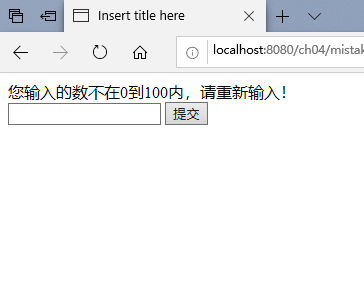 Insert title here
localhost:8080/ch04/mistak
您输入的数不在0到100内，请重新输入！
提交